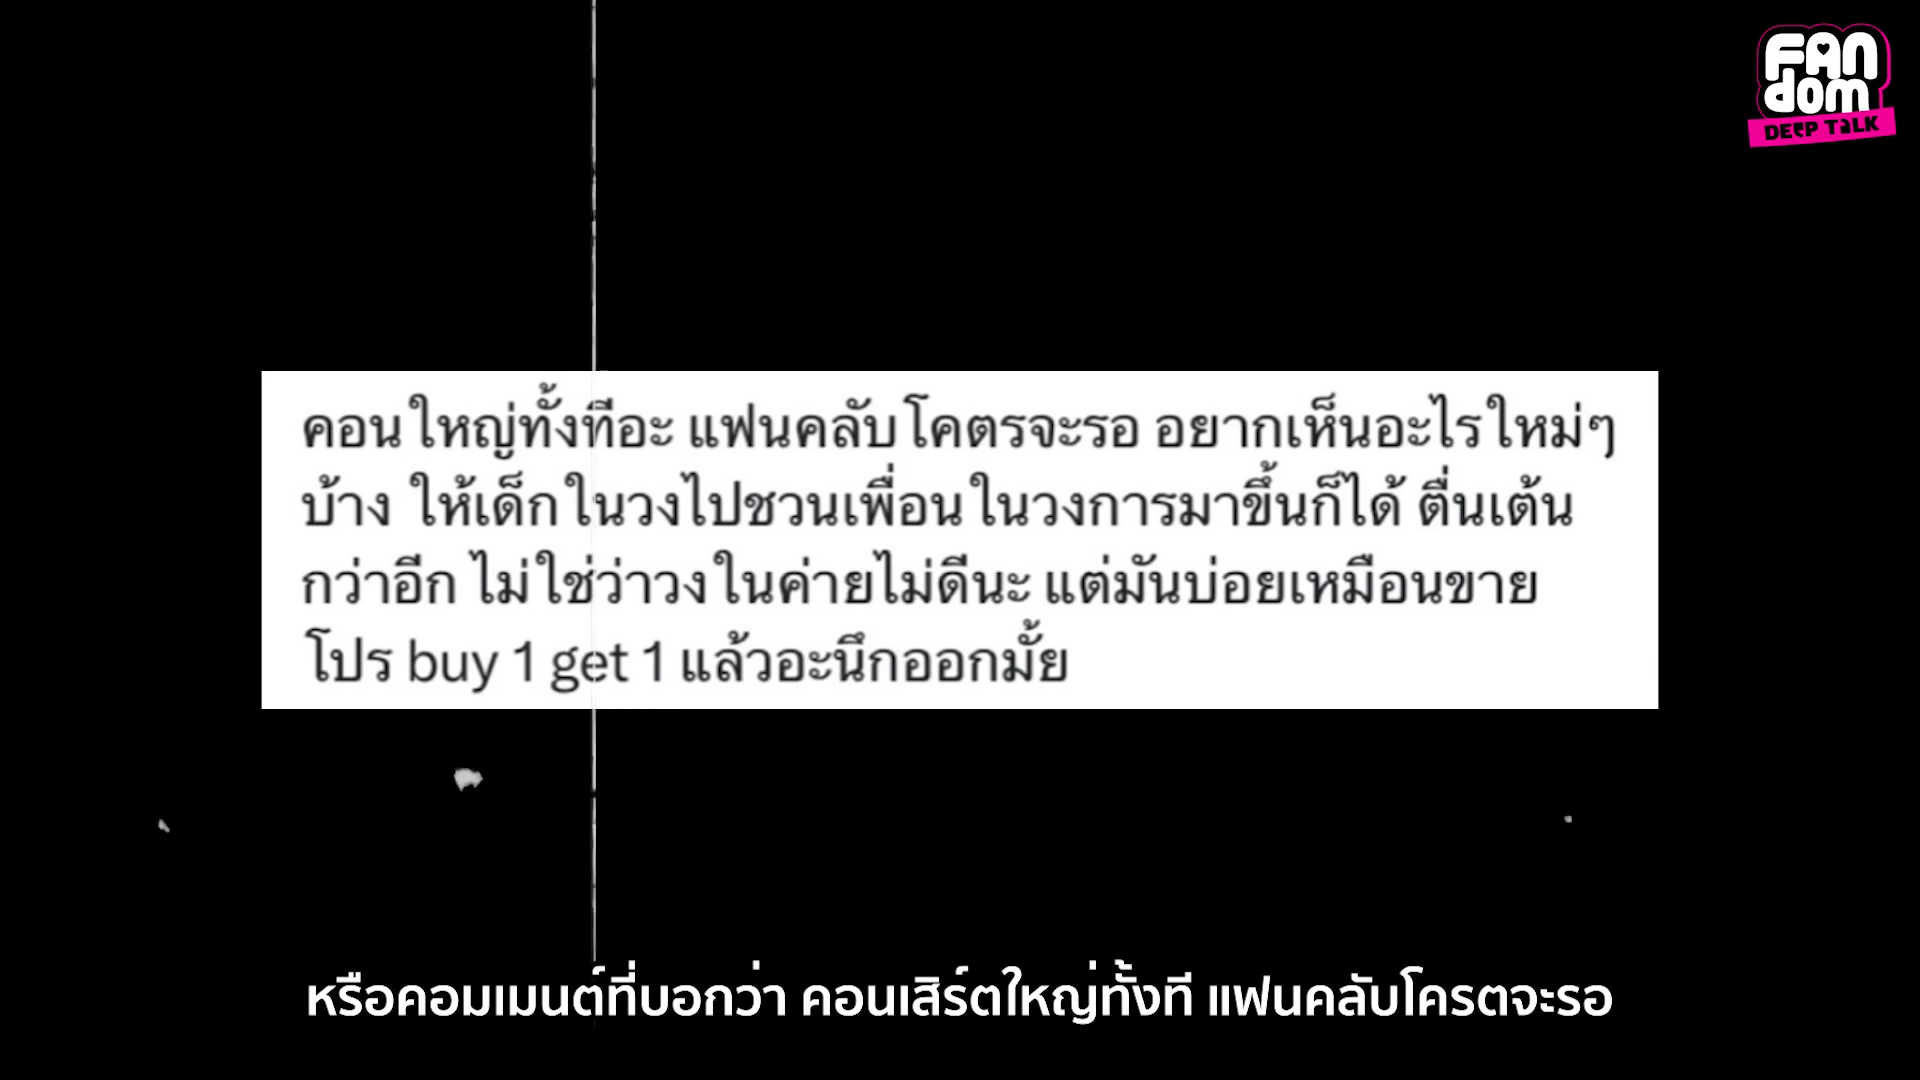 FAN
dom
DEEP TALK
คอนใหญ่ทั้งทีอะ แฟนคลับโคตรจะรอ อยากเห็นอะไรใหม่ๆ
บ้าง ให้เด็กในวงไปชวนเพื่อนในวงการมาขึ้นก็ได้ ตื่นเต้น
กว่าอีก ไม่ใช่ว่าวงในค่ายไม่ดีนะ แต่มันบ่อยเหมือนขาย
โปร buy 1 get 1 แล้วอะนึกออกมั้ย
หรือคอมเมนต์ที่บอกว่า คอนเสิร์ตใหญ่ทั้งที แฟนคลับโครตจะรอ